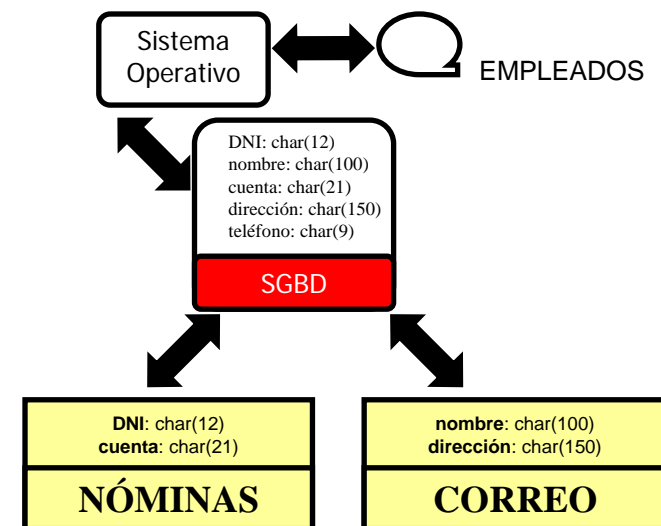 Sistema
Operativo
EMPLEADOS
DNI: char(12)
nombre: char(100)
cuenta: char(21)
dirección: char(150)
teléfono: char(9)
SGBD
DNI: char(12)
cuenta: char(21)
NÓMINAS
nombre: char(100)
dirección: char(150)
CORREO